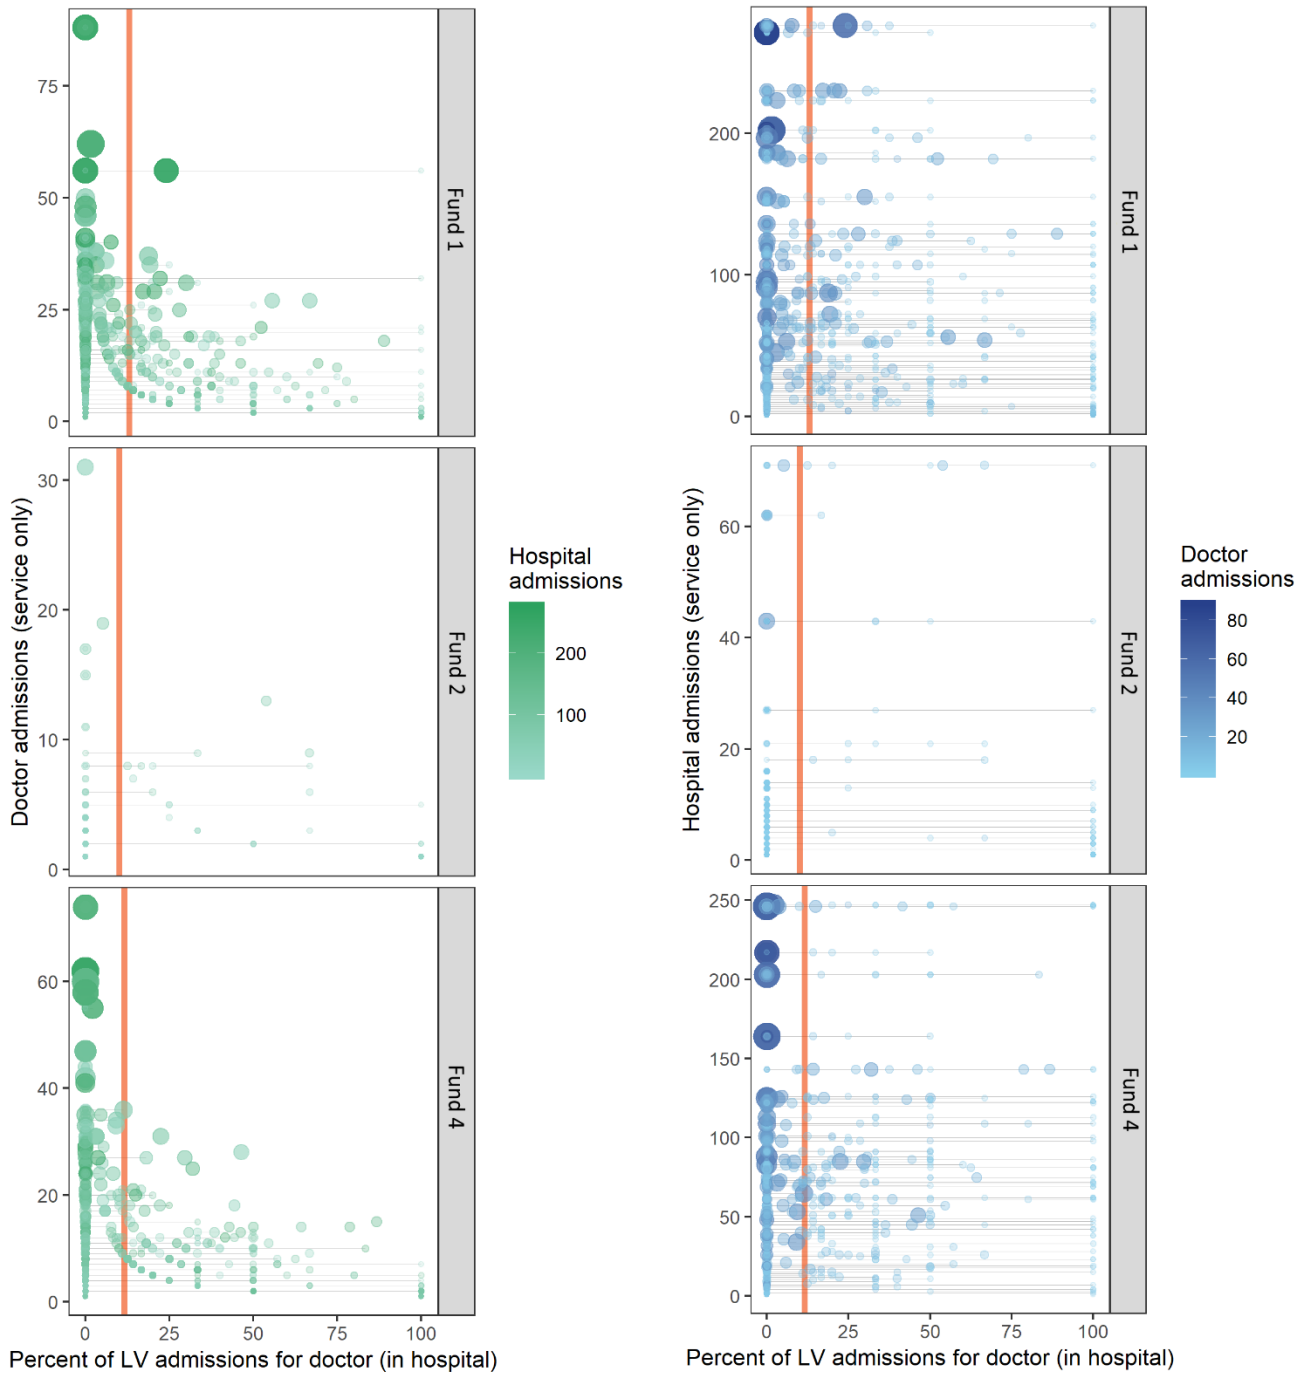 75
50
25
0
Fund 1
30
20
10
0
Fund 2
60
40
20
0
Fund 4
0
25
50
75
100
Doctor admissions (service only)
Percent of LV admissions for doctor (in hospital)
Hospital
admissions
200
100
200
100
0
Fund 1
60
40
20
0
Fund 2
250
200
150
100
50
0
Fund 4
0
25
50
75
100
Hospital admissions (service only)
Percent of LV admissions for doctor (in hospital)
Doctor
admissions
80
60
40
20